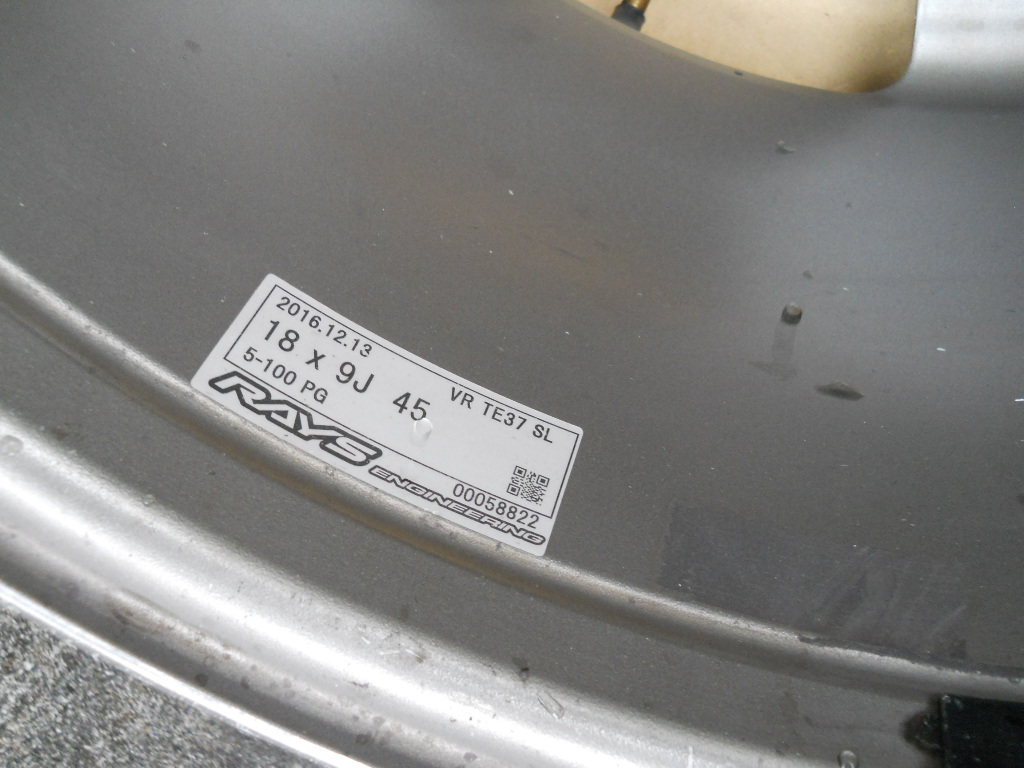 2016.12.13
18 x 9J 45 VR TE37 SL
5-100 PG
00058822
RAYS ENGINEERING